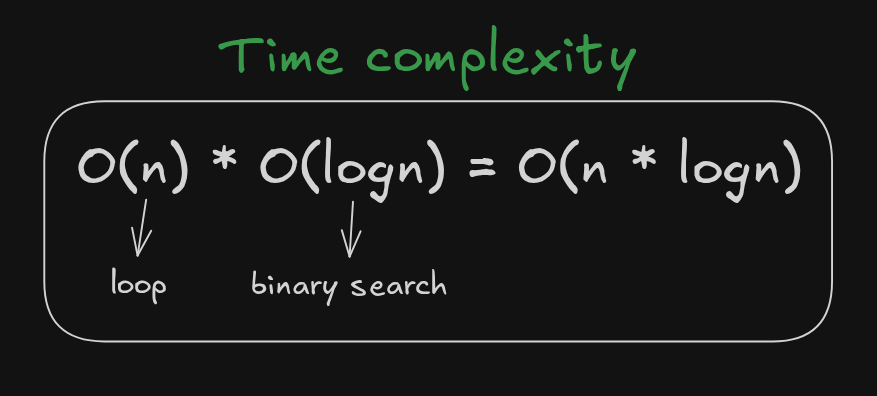 Time complexity
O(n) * O(logn) = O(n * logn)
loop
binary search